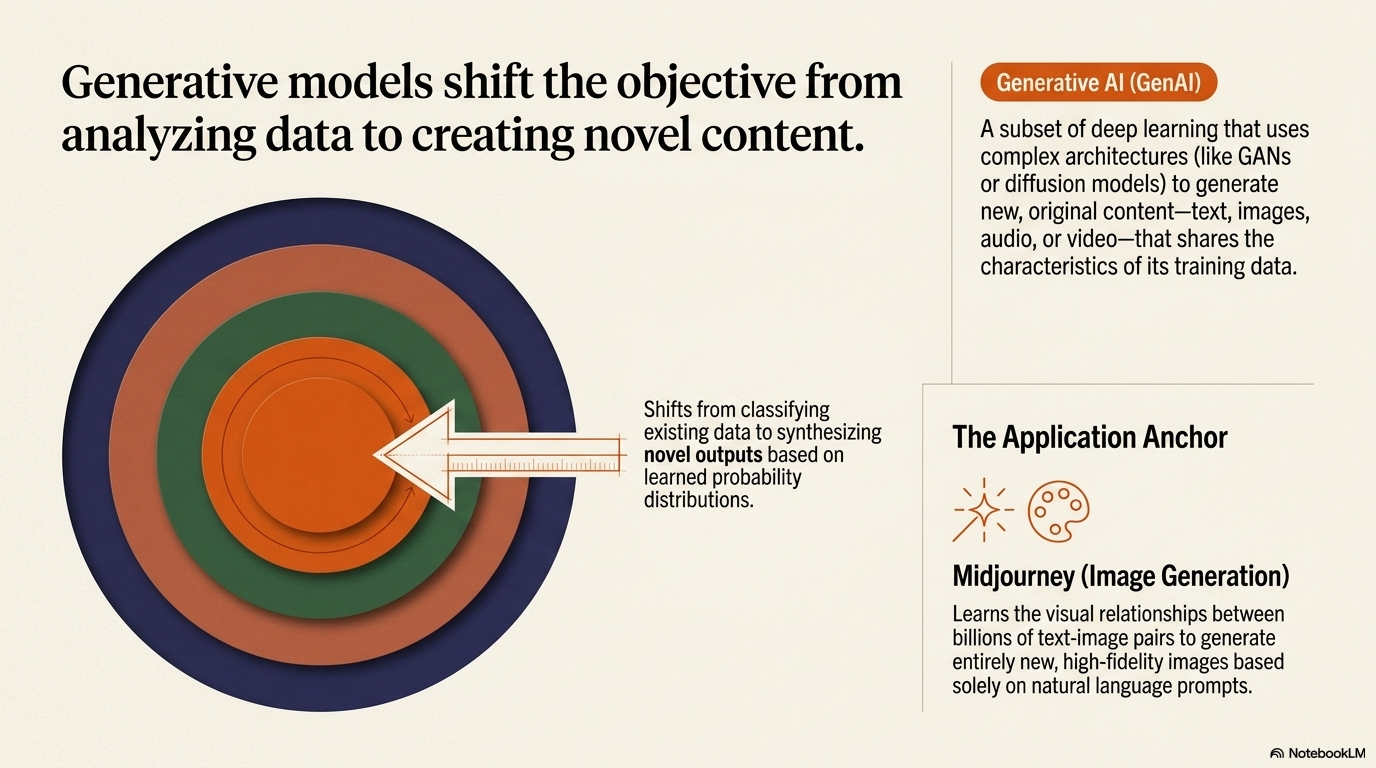 Generative models shift the objective from
analyzing data to creating novel content.
Generative AI (GenAI)
A subset of deep learning that uses
complex architectures (like GANs
or diffusion models) to generate
new, original content—text, images,
audio, or video—that shares the
characteristics of its training data.
Shifts from classifying
existing data to synthesizing
novel outputs based on
learned probability
distributions.
The Application Anchor
Midjourney (Image Generation)
Learns the visual relationships between
billions of text-image pairs to generate
entirely new, high-fidelity images based
solely on natural language prompts.
NotebookLM